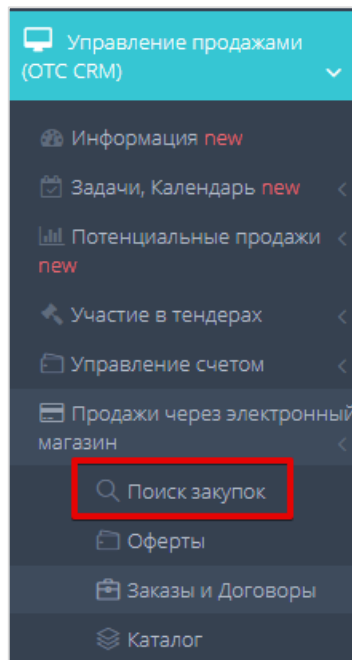 Управление продажами
(ОТС CRM)
Информация new
Задачи, Календарь new
Потенциальные продажи
new
Участие в тендерах
Управление счетом
Продажи через электронный
магазин
Поиск закупок
Оферты
Заказы и Договоры
Каталог